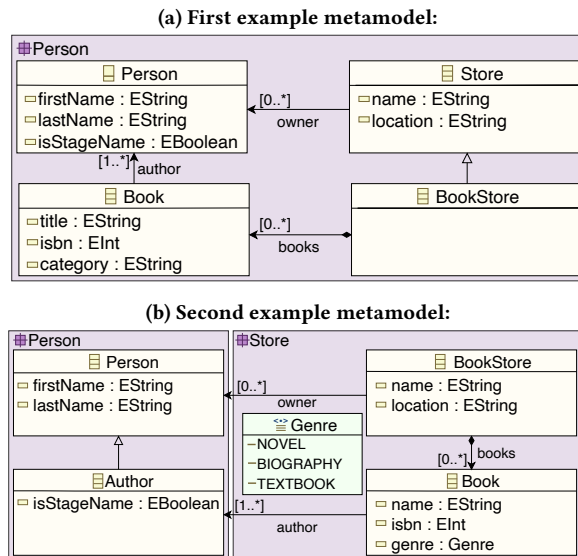 (a) First example metamodel:
Person
Person
firstName : EString
lastName : EString
isStageName : EBoolean
Store
name : EString
location : EString
[0..*]
owner
[1..*]
author
Book
title : EString
isbn : EInt
category : EString
BookStore
[0..*]
books
(b) Second example metamodel:
Person
Person
firstName : EString
lastName : EString
Author
isStageName : EBoolean
Store
BookStore
name : EString
location : EString
[0..*]
owner
Genre
NOVEL
BIOGRAPHY
TEXTBOOK
books
[0..*]
Book
name : EString
isbn : EInt
genre : Genre
[1..*]
author